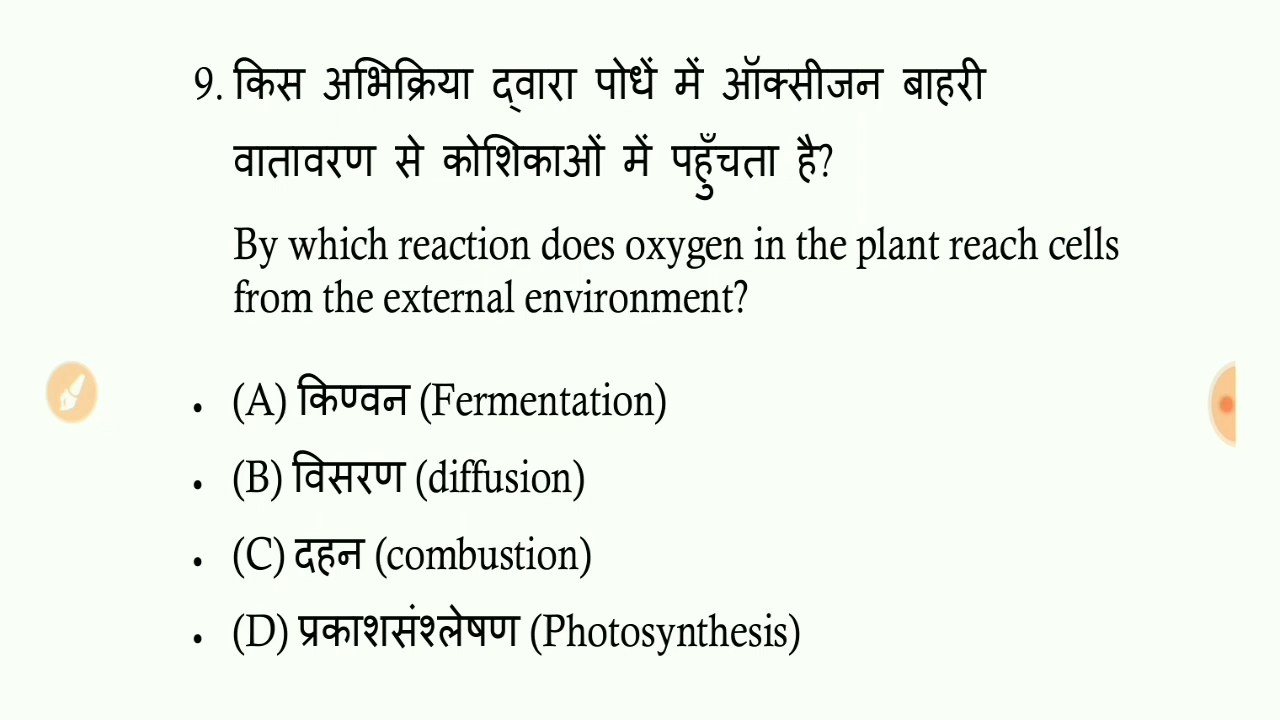 9. किस अभिक्रिया द्वारा पोधें में ऑक्सीजन बाहरी
वातावरण से कोशिकाओं में पहुँचता है?
By which reaction does oxygen in the plant reach cells
from the external environment?
• (A) किण्वन (Fermentation)
• (B) विसरण (diffusion)
• (C) दहन (combustion)
• (D) प्रकाशसंश्लेषण (Photosynthesis)